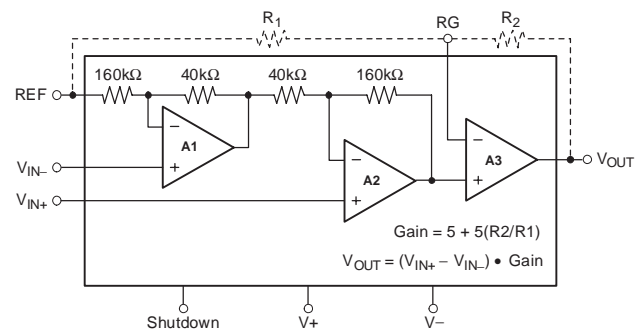 R1 RG R2
160kΩ 40kΩ 40kΩ 160kΩ
REF
− A1 +
− A2 +
− A3 +
VIN–
VIN+
VOUT
Gain = 5 + 5(R2/R1)
VOUT = (VIN+ – VIN–) • Gain
Shutdown V+ V–